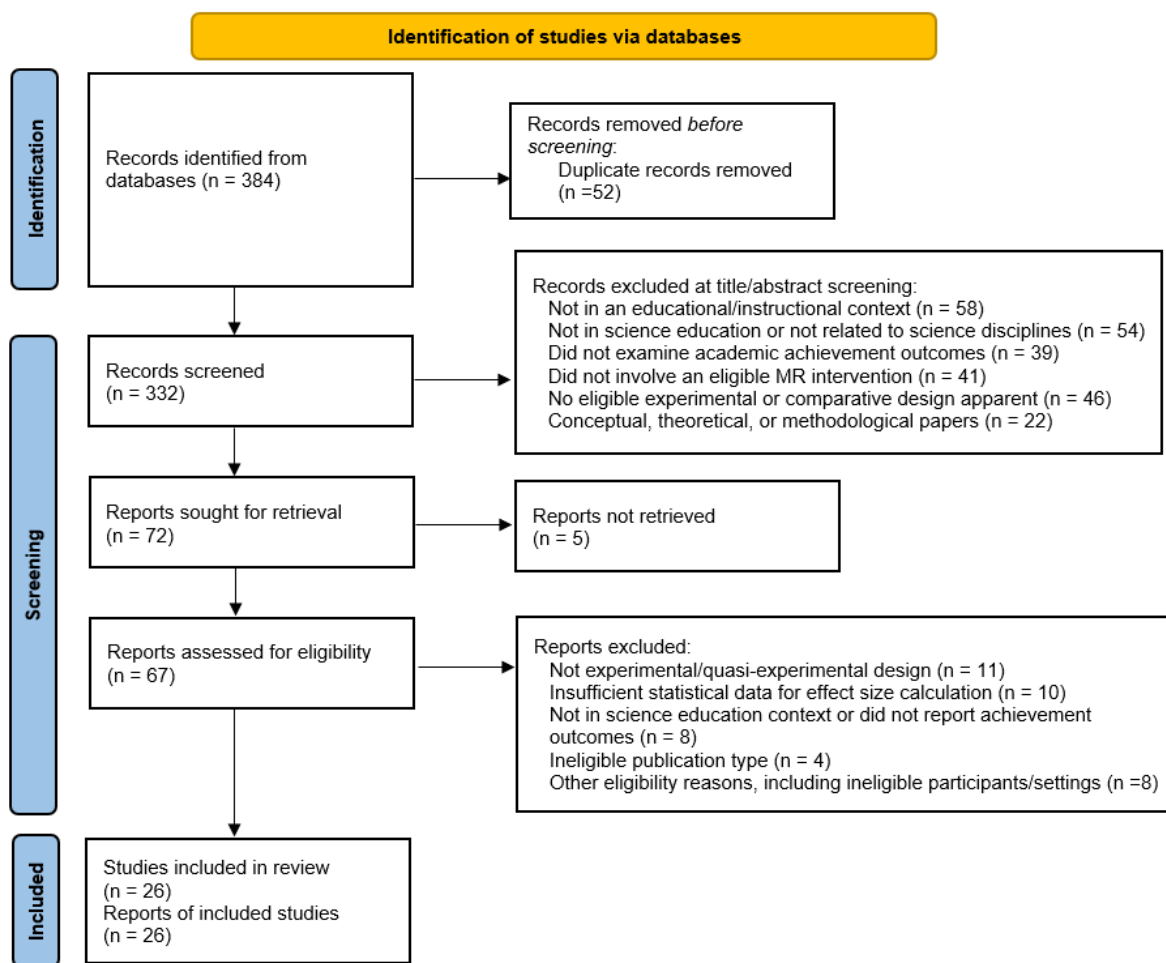 Identification of studies via databases
Identification
Records identified from
databases (n = 384)
Records removed before
screening:
Duplicate records removed
(n =52)
Records excluded at title/abstract screening:
Not in an educational/instructional context (n = 58)
Not in science education or not related to science disciplines (n = 54)
Did not examine academic achievement outcomes (n = 39)
Did not involve an eligible MR intervention (n = 41)
No eligible experimental or comparative design apparent (n = 46)
Conceptual, theoretical, or methodological papers (n = 22)
Screening
Records screened
(n = 332)
Reports sought for retrieval
(n = 72)
Reports not retrieved
(n = 5)
Reports assessed for eligibility
(n = 67)
Reports excluded:
Not experimental/quasi-experimental design (n = 11)
Insufficient statistical data for effect size calculation (n = 10)
Not in science education context or did not report achievement
outcomes (n = 8)
Ineligible publication type (n = 4)
Other eligibility reasons, including ineligible participants/settings (n =8)
Included
Studies included in review
(n = 26)
Reports of included studies
(n = 26)